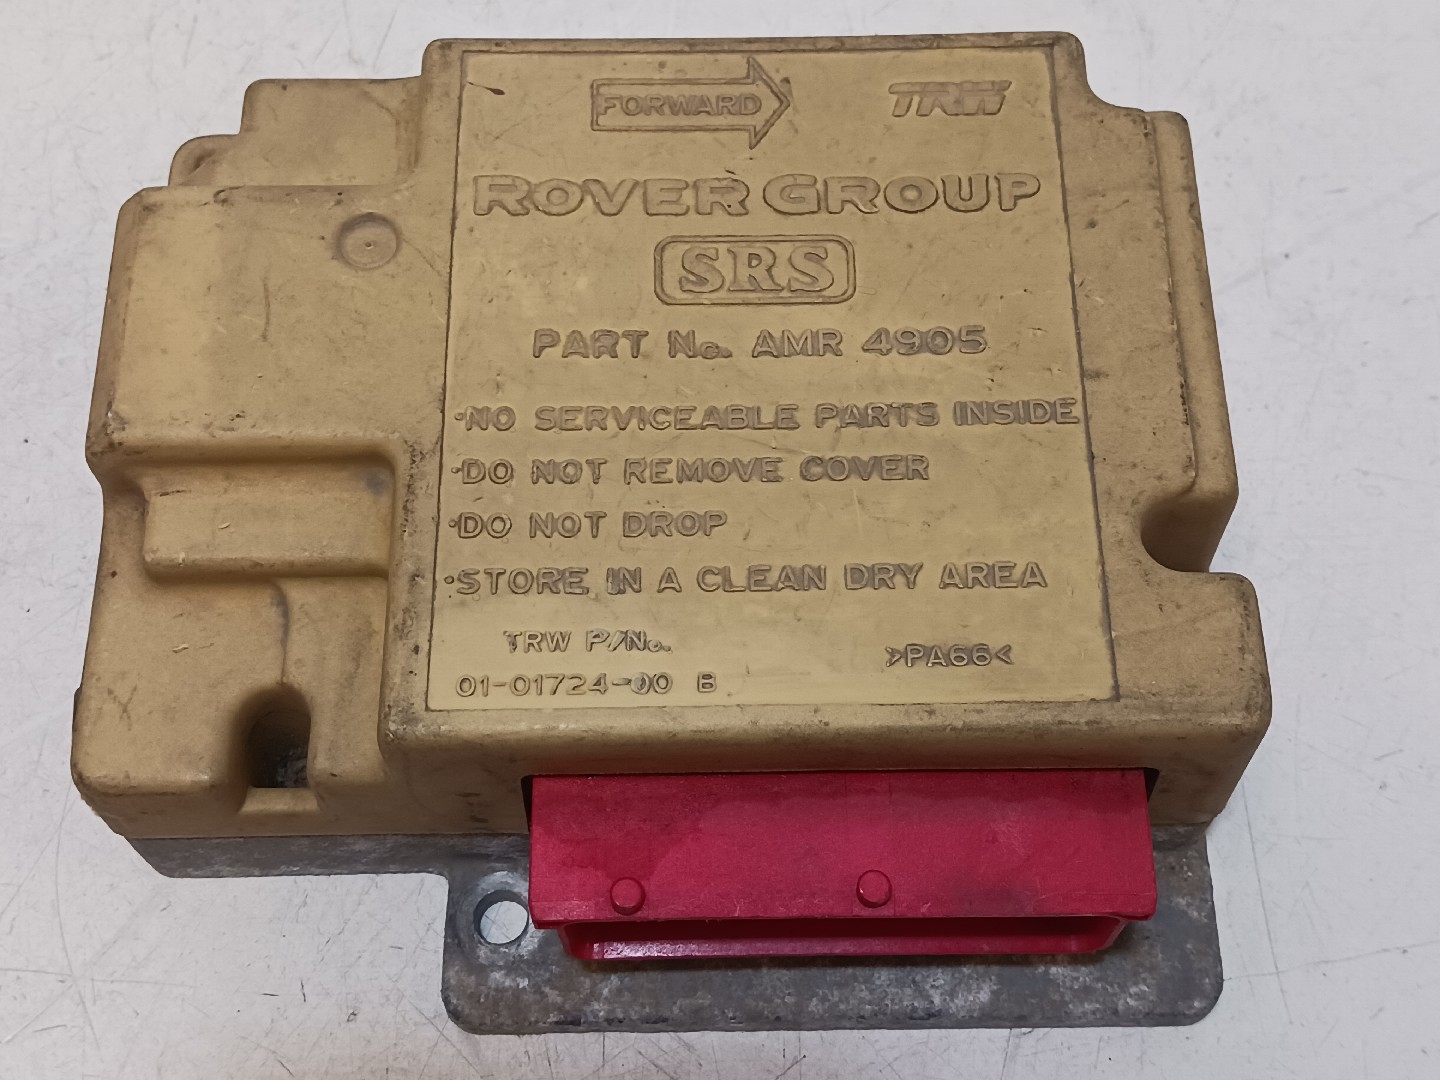 FORWARD
TRW
ROVER GROUP
SRS
PART No. AMR 4905
·NO SERVICEABLE PARTS INSIDE
·DO NOT REMOVE COVER
·DO NOT DROP
·STORE IN A CLEAN DRY AREA
TRW P/No.
>PA66<
01-01724-00 B